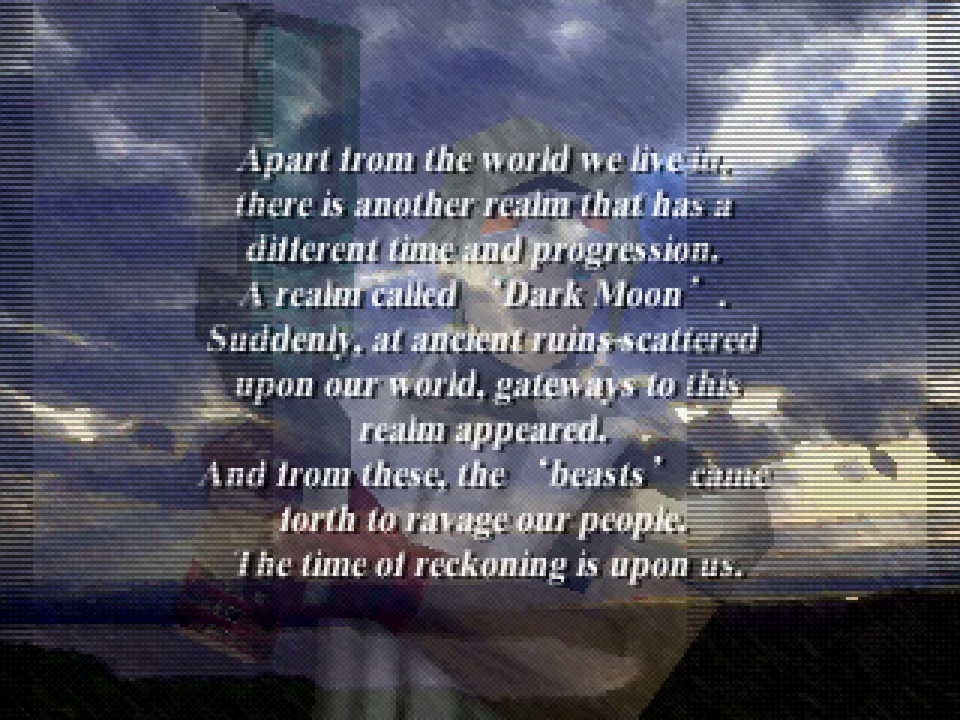 Apart from the world we live in,
there is another realm that has a
different time and progression.
A realm called ‘Dark Moon’ .
Suddenly, at ancient ruins scattered
upon our world, gateways to this
realm appeared.
And from these, the ‘beasts’ came
forth to ravage our people.
The time of reckoning is upon us.